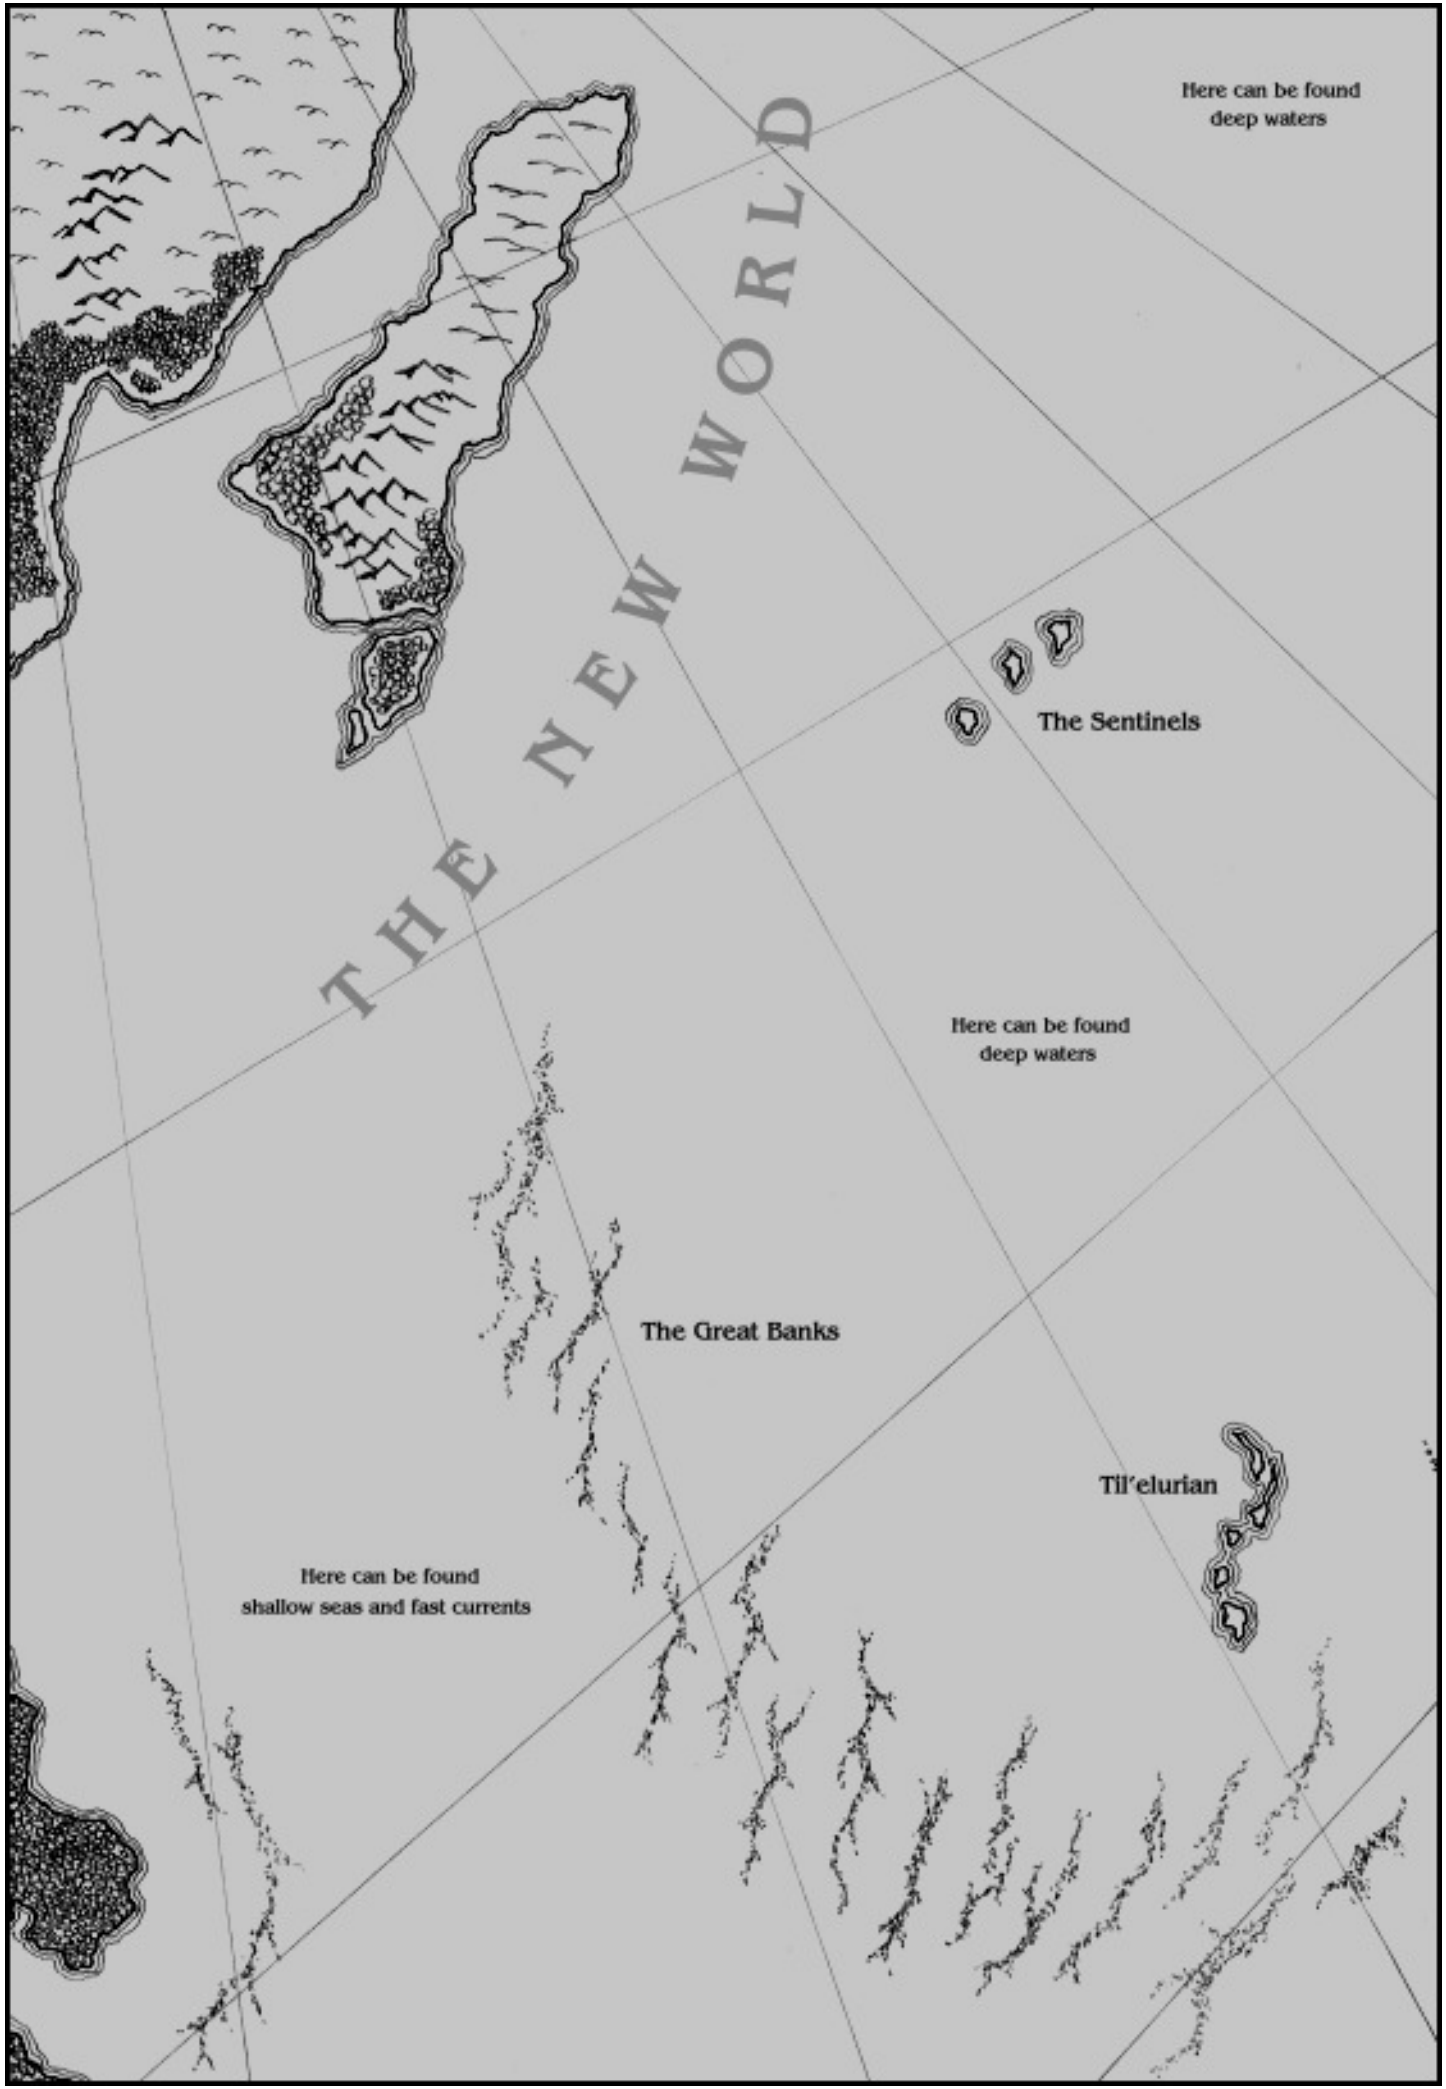 Here can be found
deep waters
THE NEW WORLD
The Sentinels
Here can be found
deep waters
The Great Banks
Til'elurian
Here can be found
shallow seas and fast currents